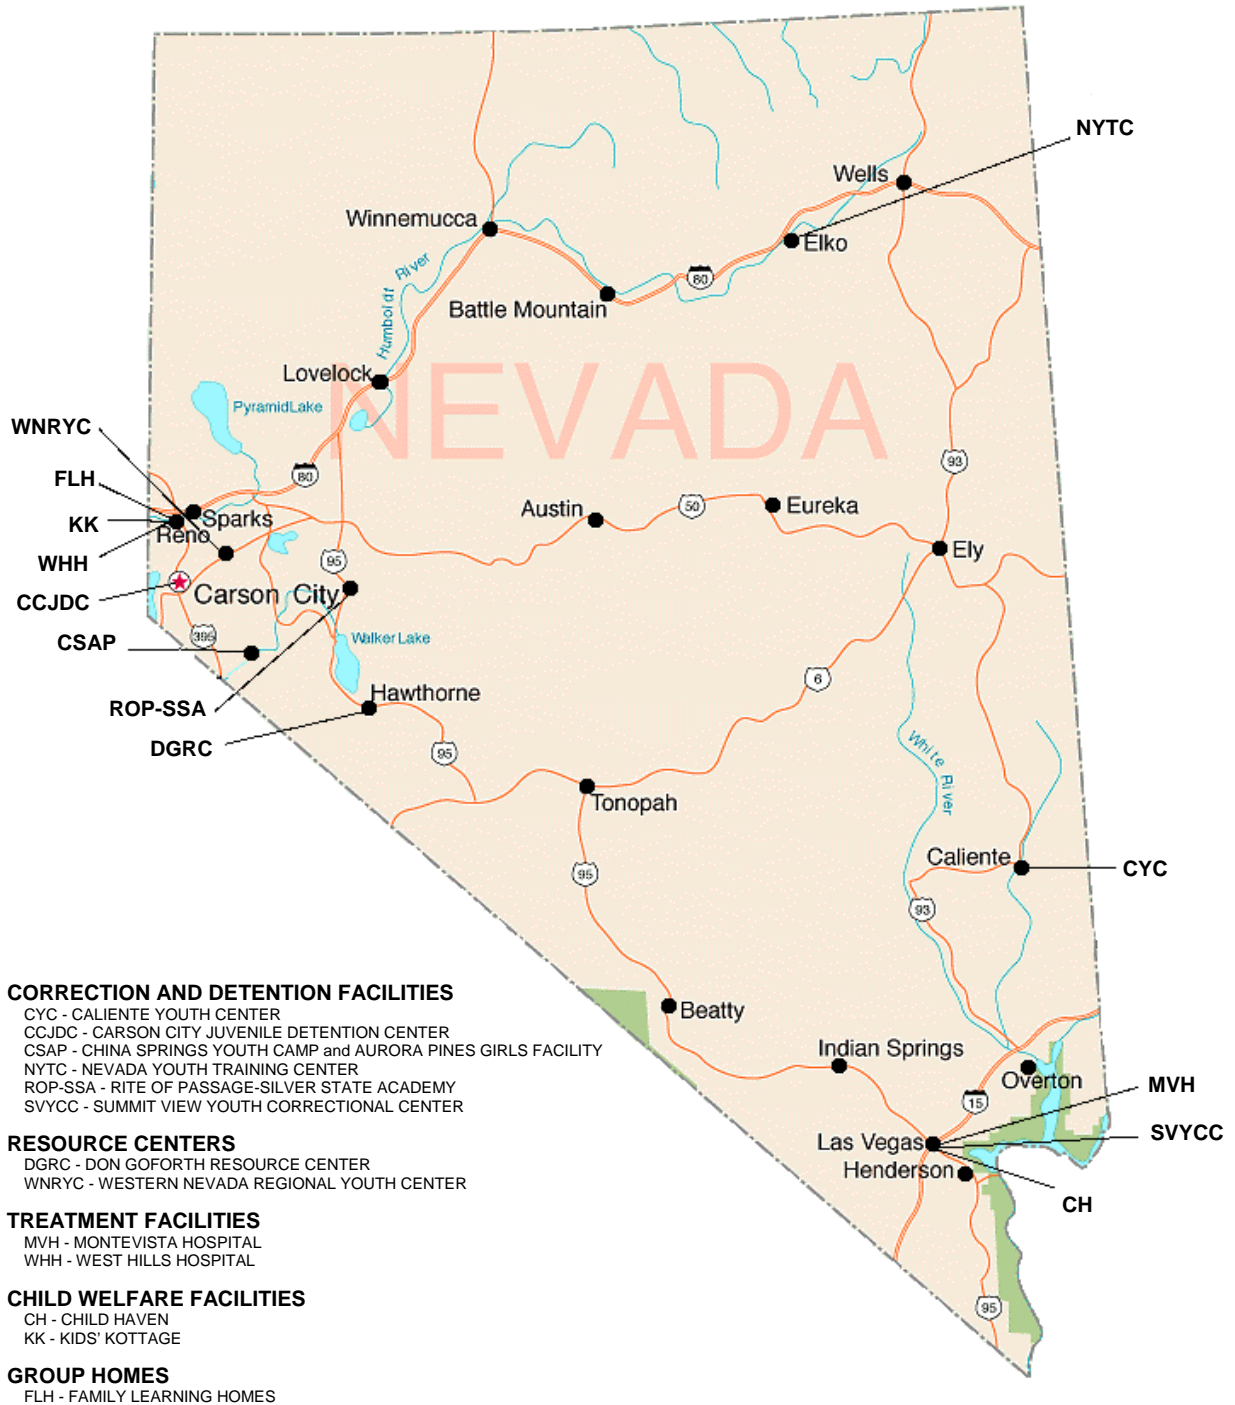 NYTC
Wells
Winnemucca
Elko
Humboldt River
80
Battle Mountain
NEVADA
Lovelock
PyramidLake
WNRYC
93
80
FLH
Austin
50
Eureka
KK
Sparks
Reno
WHH
95
Ely
CCJDC
Carson City
CSAP
395
Walker Lake
6
ROP-SSA
Hawthorne
DGRC
95
White River
Tonopah
Caliente
CYC
95
93
CORRECTION AND DETENTION FACILITIES
CYC - CALIENTE YOUTH CENTER
CCJDC - CARSON CITY JUVENILE DETENTION CENTER
CSAP - CHINA SPRINGS YOUTH CAMP and AURORA PINES GIRLS FACILITY
NYTC - NEVADA YOUTH TRAINING CENTER
ROP-SSA - RITE OF PASSAGE-SILVER STATE ACADEMY
SVYCC - SUMMIT VIEW YOUTH CORRECTIONAL CENTER
Beatty
Indian Springs
Overton
MVH
15
SVYCC
Las Vegas
Henderson
CH
RESOURCE CENTERS
DGRC - DON GOFORTH RESOURCE CENTER
WNRYC - WESTERN NEVADA REGIONAL YOUTH CENTER
TREATMENT FACILITIES
MVH - MONTEVISTA HOSPITAL
WHH - WEST HILLS HOSPITAL
95
CHILD WELFARE FACILITIES
CH - CHILD HAVEN
KK - KIDS' KOTTAGE
GROUP HOMES
FLH - FAMILY LEARNING HOMES